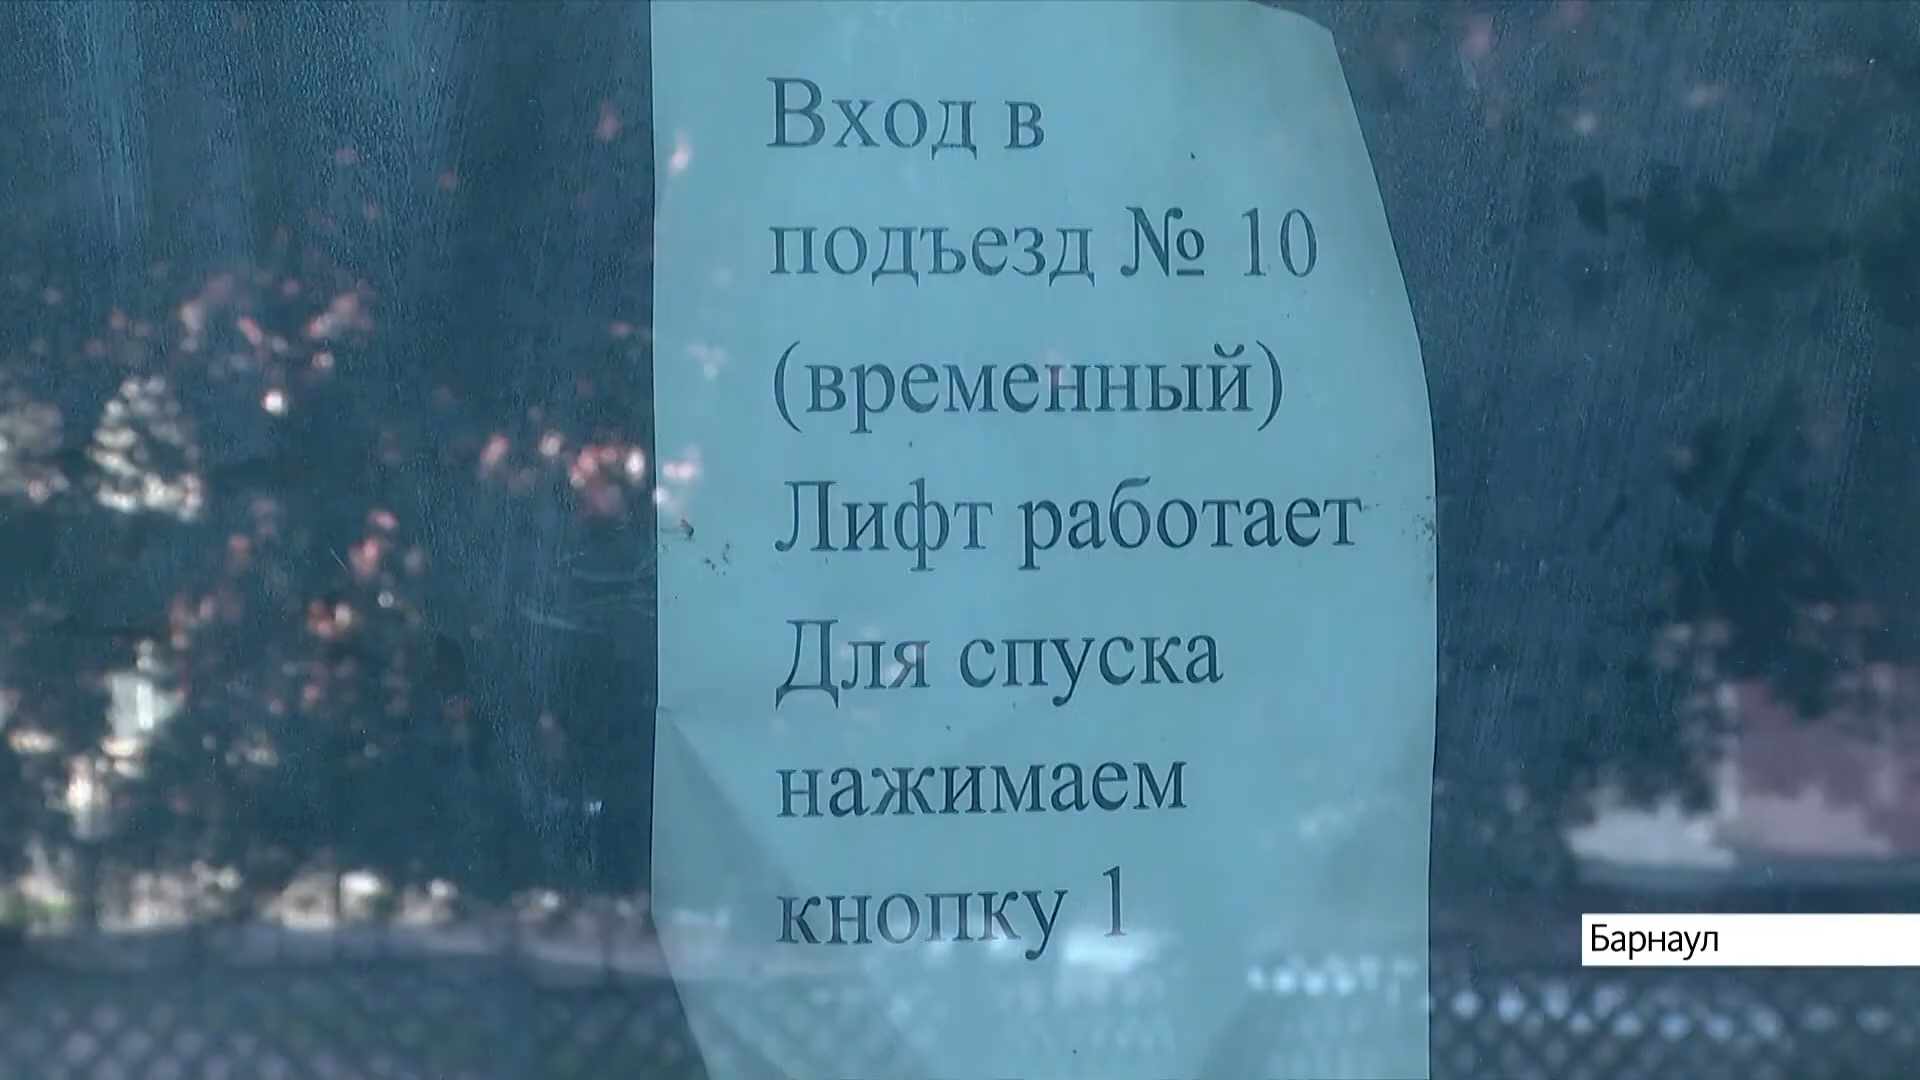 Вход в
подъезд № 10
(временный)
Лифт работает
Для спуска
нажимаем
кнопку 1
Барнаул